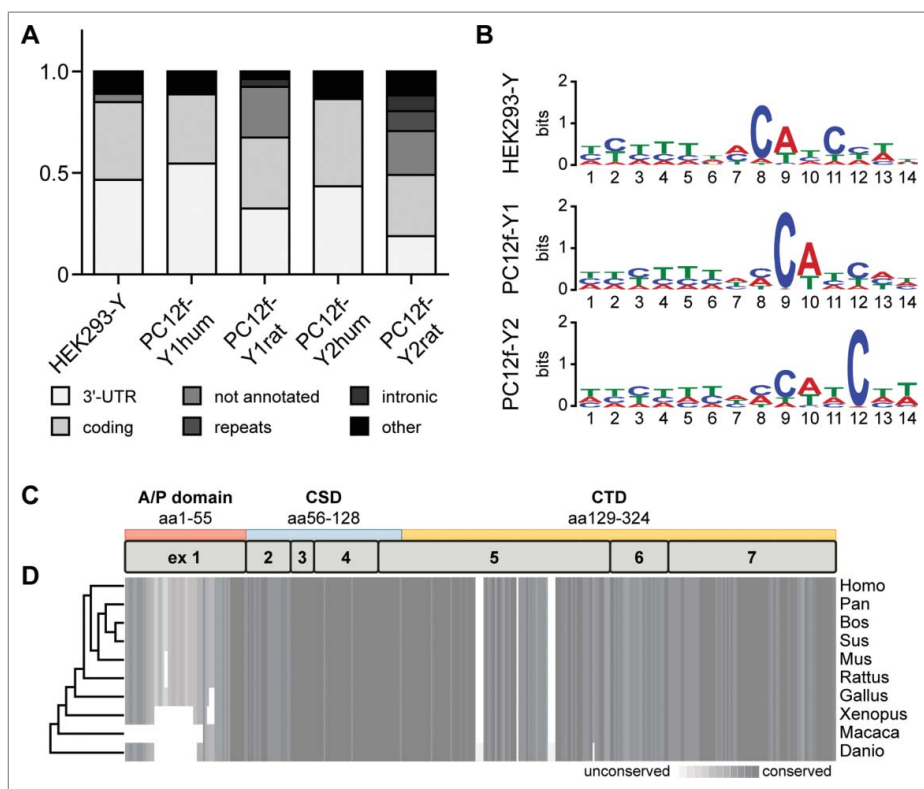 A
1.0
0.5
0
HEK293-Y
PC12f-Y1hum
PC12f-Y1rat
PC12f-Y2hum
PC12f-Y2rat
3'-UTR
not annotated
intronic
coding
repeats
other
B
HEK293-Y
bits
2
1
0
1 2 3 4 5 6 7 8 9 10 11 12 13 14
PC12f-Y1
bits
2
1
0
1 2 3 4 5 6 7 8 9 10 11 12 13 14
PC12f-Y2
bits
2
1
0
1 2 3 4 5 6 7 8 9 10 11 12 13 14
C
A/P domain
CSD
CTD
aa1-55
aa56-128
aa129-324
ex 1
2
3
4
5
6
7
D
Homo
Pan
Bos
Sus
Mus
Rattus
Gallus
Xenopus
Macaca
Danio
unconserved
conserved